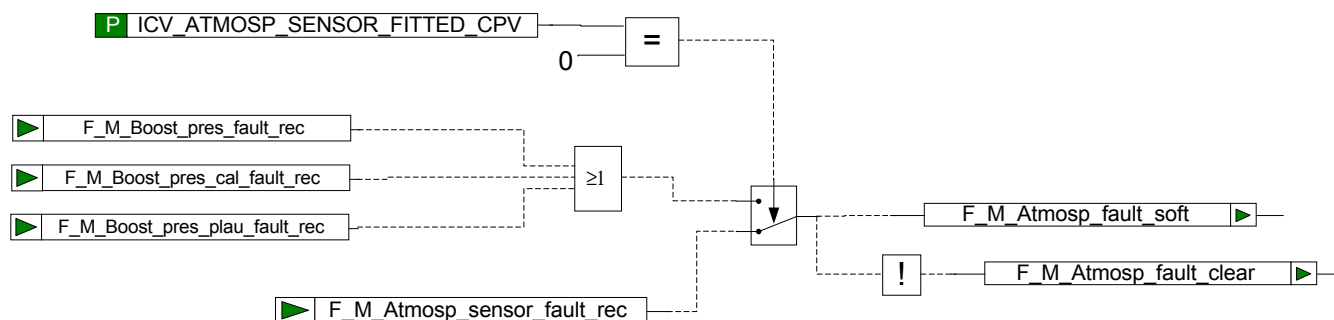 P ICV_ATMOSP_SENSOR_FITTED_CPV
=
0
F_M_Boost_pres_fault_rec
F_M_Boost_pres_cal_fault_rec
≥1
F_M_Boost_pres_plau_fault_rec
F_M_Atmosp_fault_soft
!
F_M_Atmosp_fault_clear
F_M_Atmosp_sensor_fault_rec